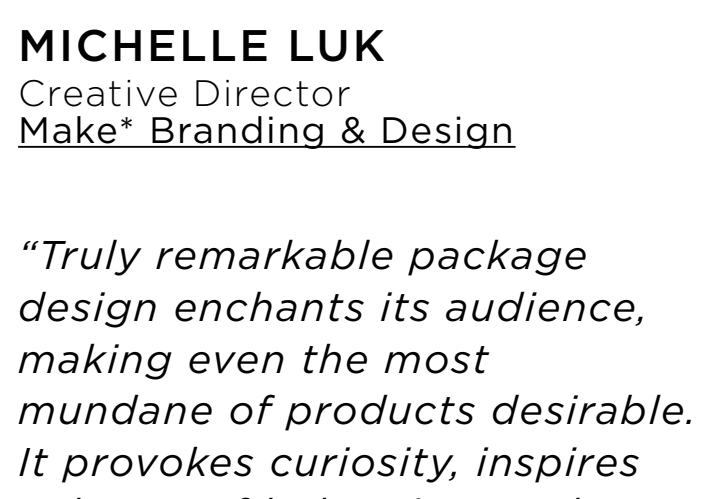 MICHELLE LUK
Creative Director
Make* Branding & Design
“Truly remarkable package
design enchants its audience,
making even the most
mundane of products desirable.
It provokes curiosity, inspires